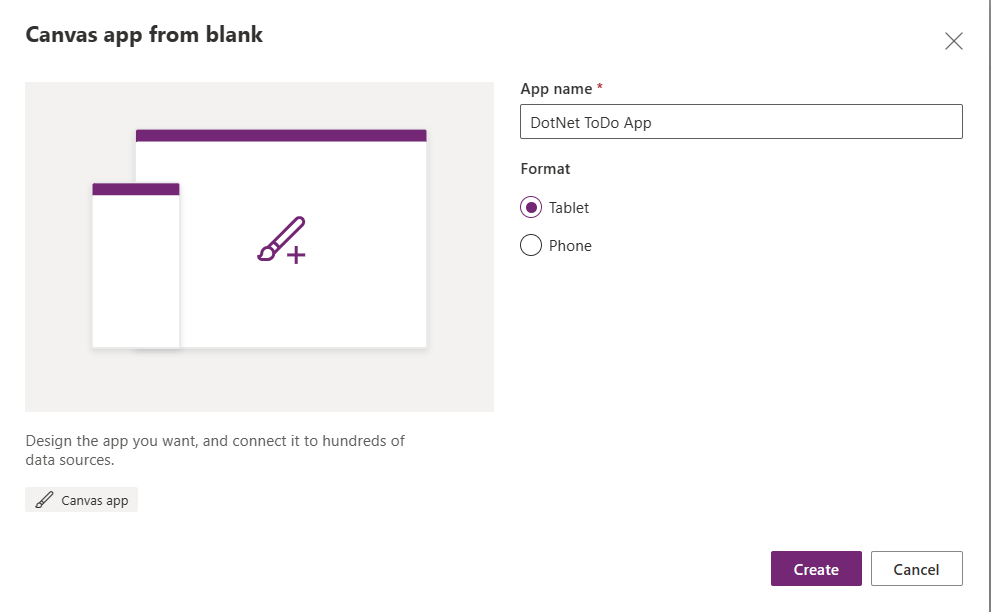 Canvas app from blank
App name *
DotNet ToDo App
Format
Tablet
Phone
Design the app you want, and connect it to hundreds of
data sources.
Canvas app
Create
Cancel